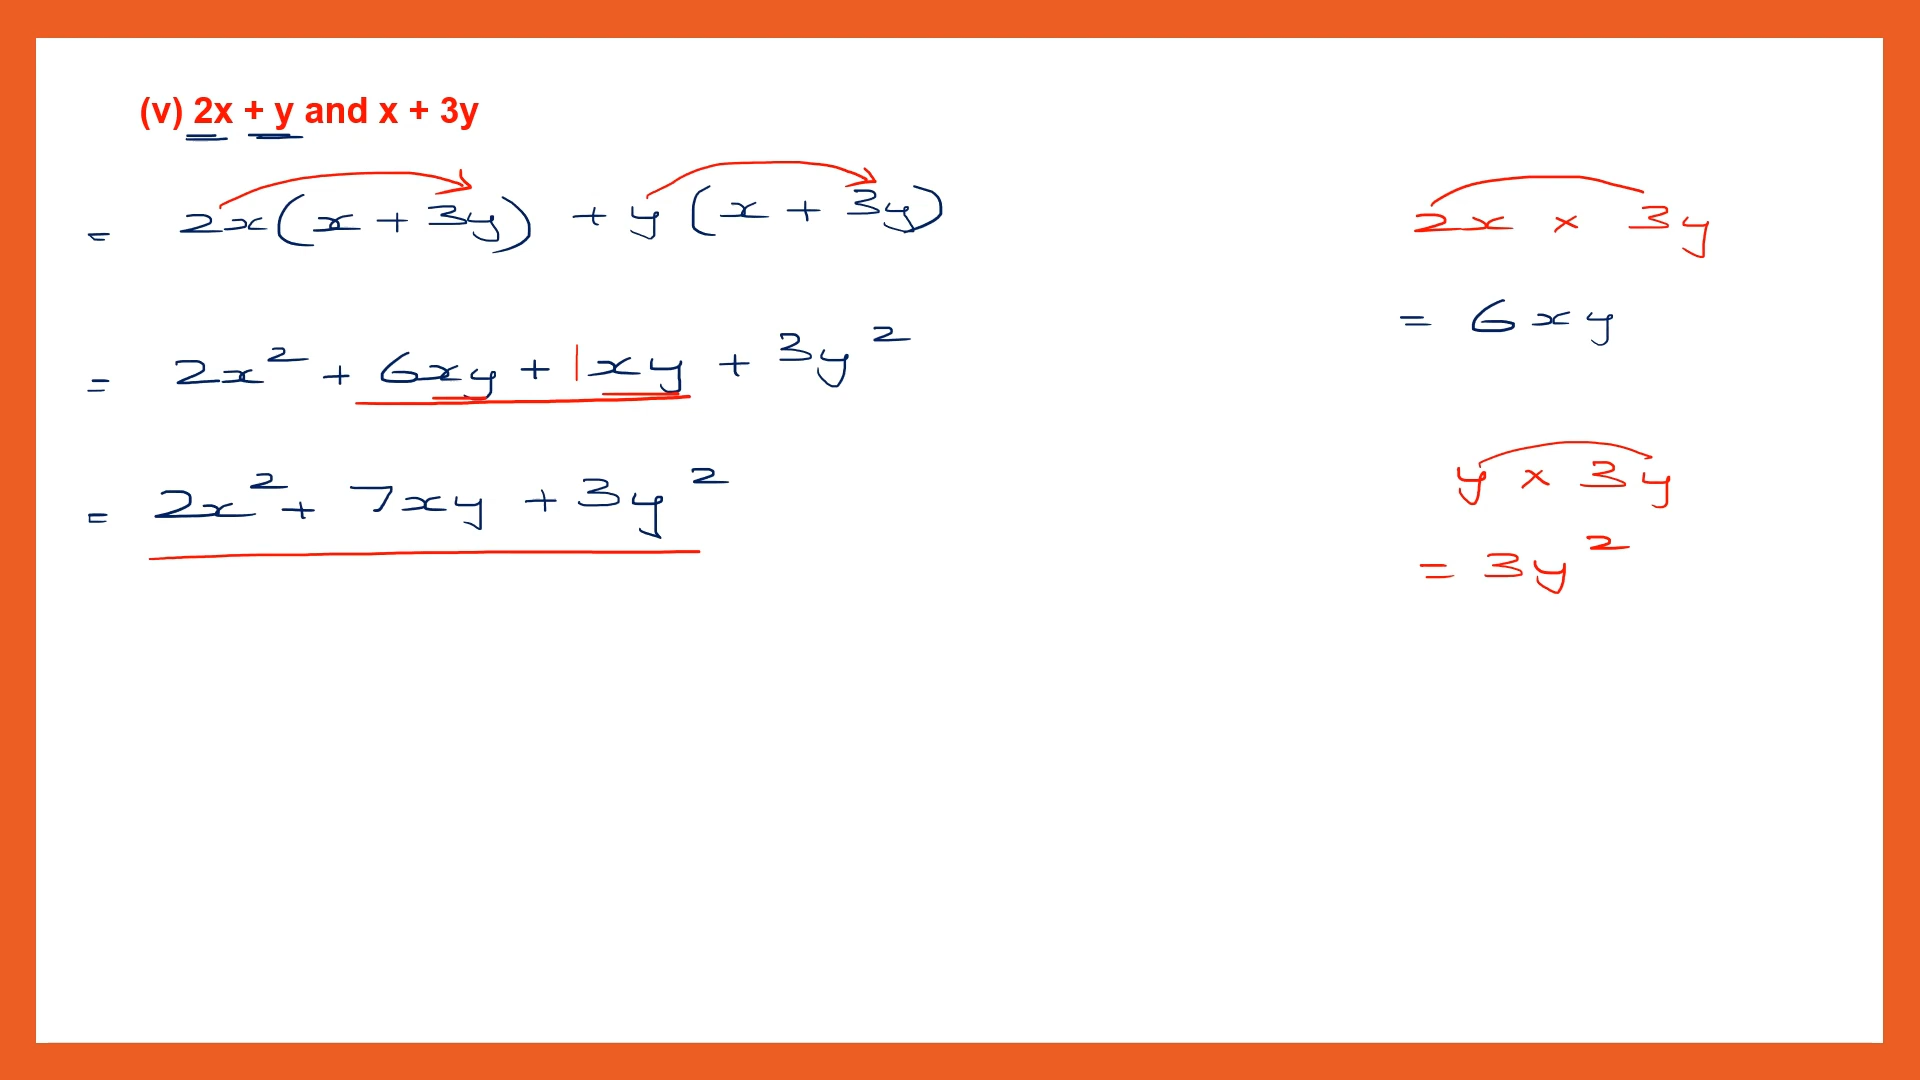 (v) 2x + y and x + 3y
= 2x(x + 3y) + y(x + 3y)
= 2x² + 6xy + 1xy + 3y²
= 2x² + 7xy + 3y²
2x × 3y
= 6xy
y × 3y
= 3y²